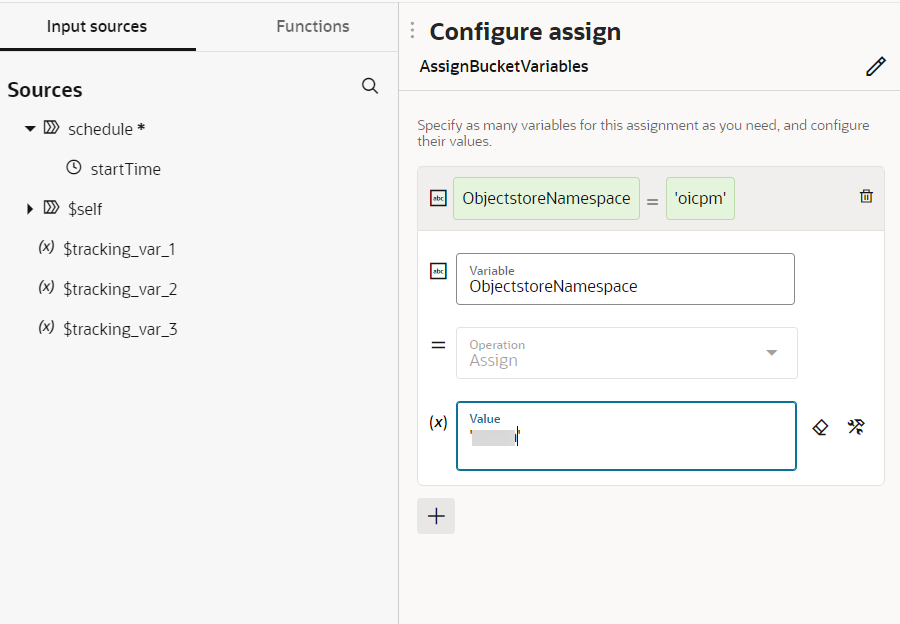 Input sources
Functions
Sources
schedule *
startTime
$self
(x) $tracking_var_1
(x) $tracking_var_2
(x) $tracking_var_3
Configure assign
AssignBucketVariables
Specify as many variables for this assignment as you need, and configure
their values.
abc ObjectstoreNamespace = 'oicpm'
abc
Variable
ObjectstoreNamespace
=
Operation
Assign
(x)
Value
+